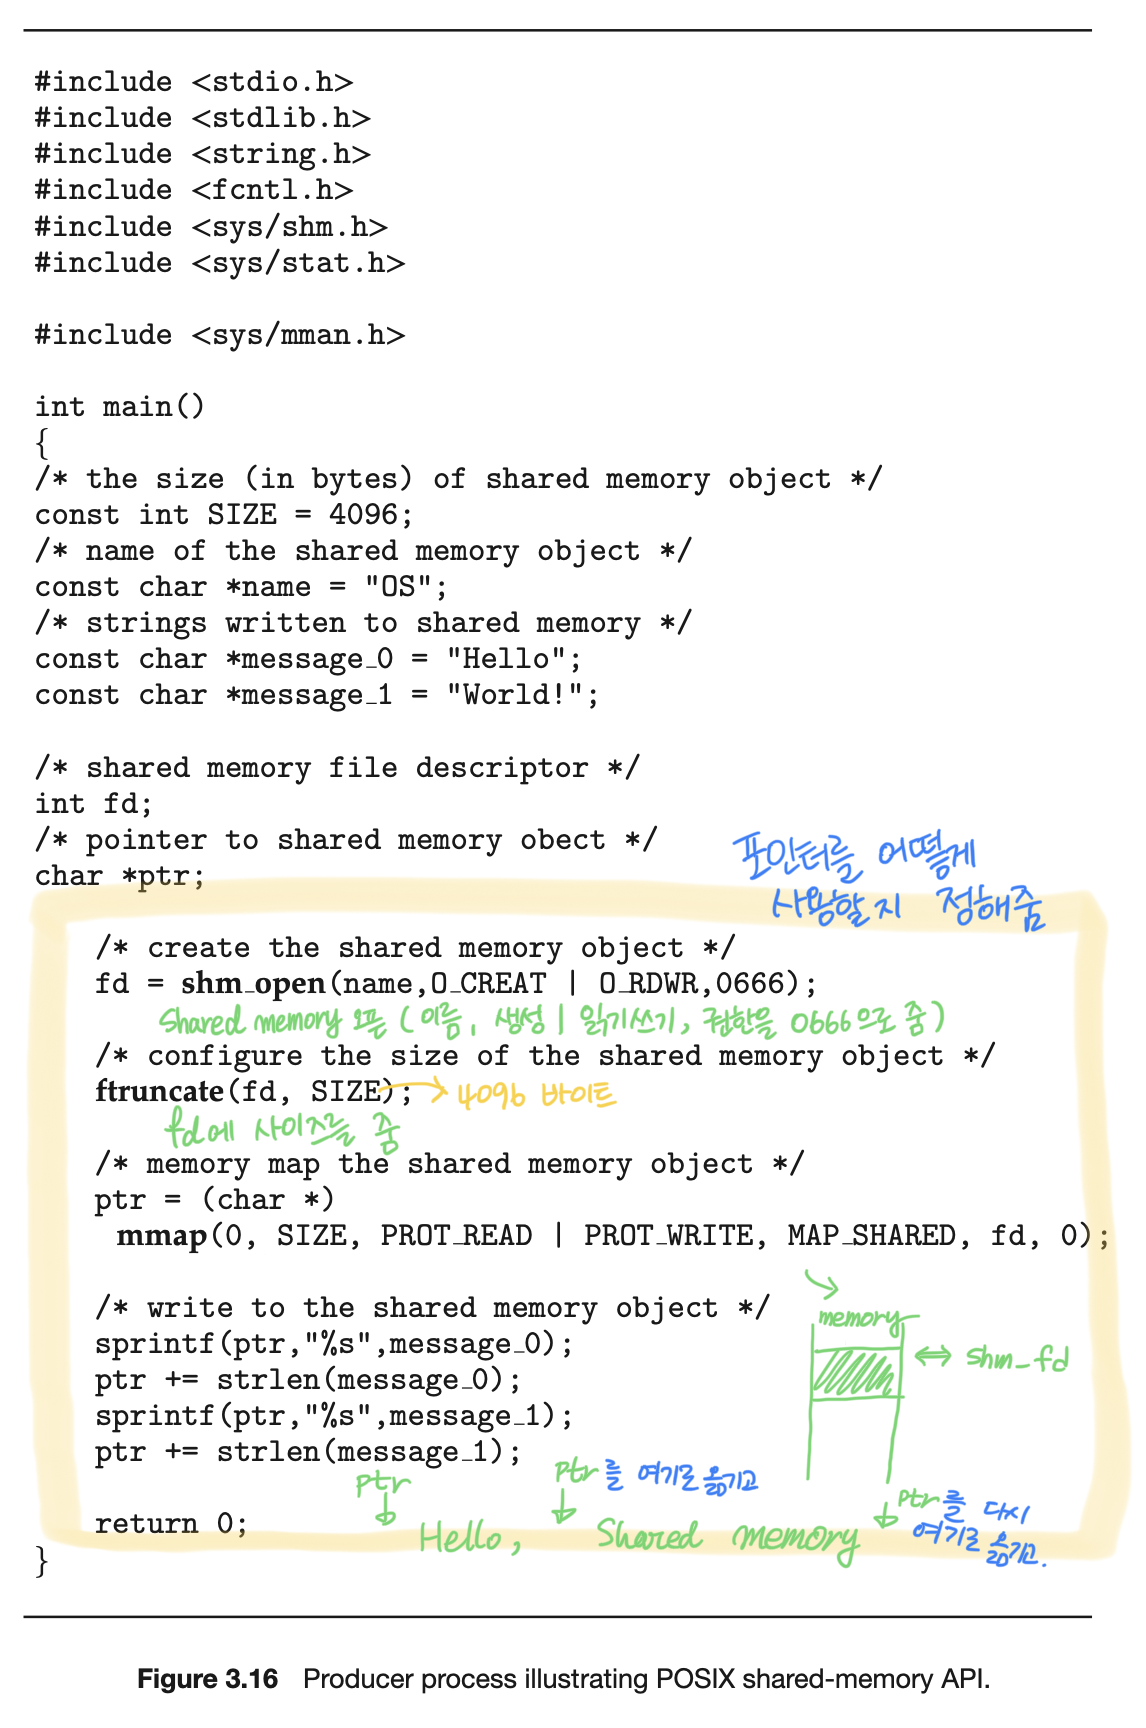 #include <stdio.h>
#include <stdlib.h>
#include <string.h>
#include <fcntl.h>
#include <sys/shm.h>
#include <sys/stat.h>
#include <sys/mman.h>
int main()
{
/* the size (in bytes) of shared memory object */
const int SIZE = 4096;
/* name of the shared memory object */
const char *name = "OS";
/* strings written to shared memory */
const char *message_0 = "Hello";
const char *message_1 = "World!";
/* shared memory file descriptor */
int fd;
/* pointer to shared memory obect */
char *ptr;
포인터를 어떻게
사용할지 정해줌
/* create the shared memory object */
fd = shm_open(name,O_CREAT | O_RDWR,0666);
Shared memory 오픈 (이름, 생성 | 읽기쓰기, 권한을 0666으로 줌)
/* configure the size of the shared memory object */
ftruncate(fd, SIZE); → 4096 바이트
fd에 사이즈를 줌
/* memory map the shared memory object */
ptr = (char *)
mmap(0, SIZE, PROT_READ | PROT_WRITE, MAP_SHARED, fd, 0);
/* write to the shared memory object */
sprintf(ptr,"%s",message_0);
ptr += strlen(message_0);
sprintf(ptr,"%s",message_1);
ptr += strlen(message_1);
memory
↔ shm_fd
ptr
ptr를 여기로 옮기고
ptr를 다시
여기로 옮기고.
return 0;
Hello, Shared memory
}
Figure 3.16 Producer process illustrating POSIX shared-memory API.